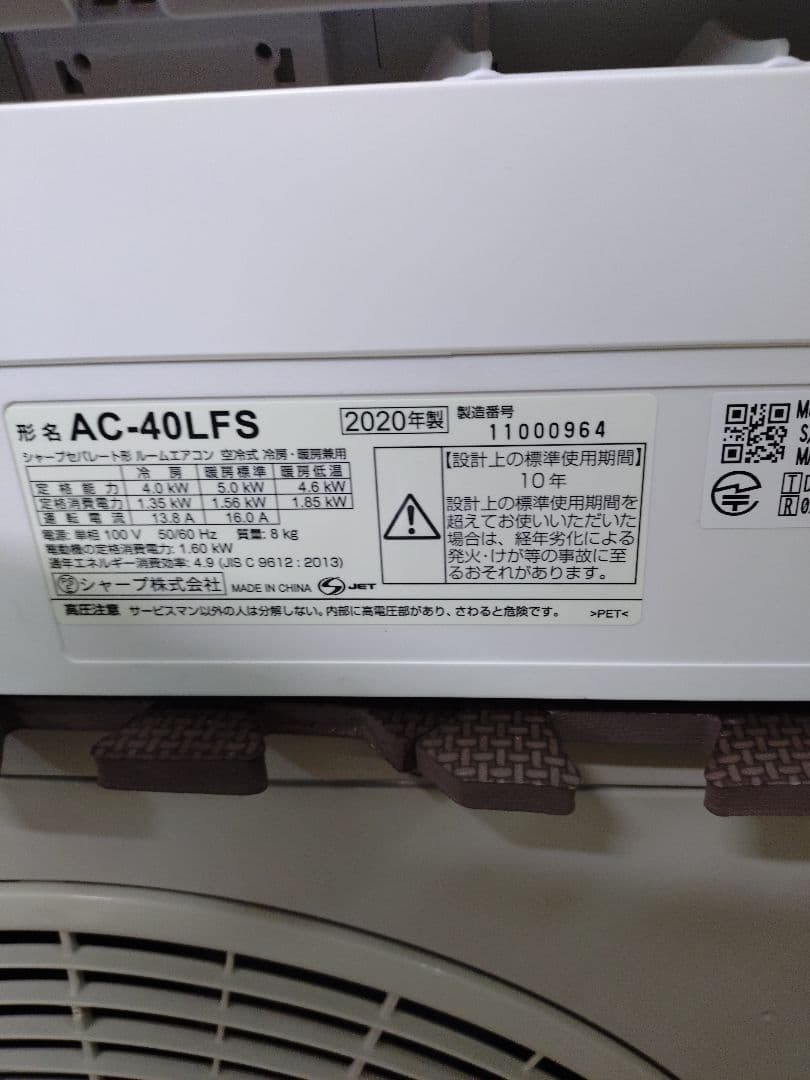 形名 AC-40LFS 2020年製 製造番号 11000964
シャープセパレート形 ルームエアコン 空冷式 冷房・暖房兼用
冷房 暖房標準 暖房低温
定格能力 4.0 kW 5.0 kW 4.6 kW
定格消費電力 1.35 kW 1.56 kW 1.85 kW
運転電流 13.8 A 16.0 A
電源: 単相 100 V 50/60 Hz 質量: 8 kg
電動機の定格消費電力: 1.60 kW
通年エネルギー消費効率: 4.9 (JIS C 9612 : 2013)
シャープ株式会社 MADE IN CHINA S JET
【設計上の標準使用期間】
10 年
設計上の標準使用期間を
超えてお使いいただいた
場合は、経年劣化による
発火・けが等の事故に至
るおそれがあります。
高圧注意 サービスマン以外の人は分解しない。内部に高電圧部があり、さわると危険です。 >PET<
T
R